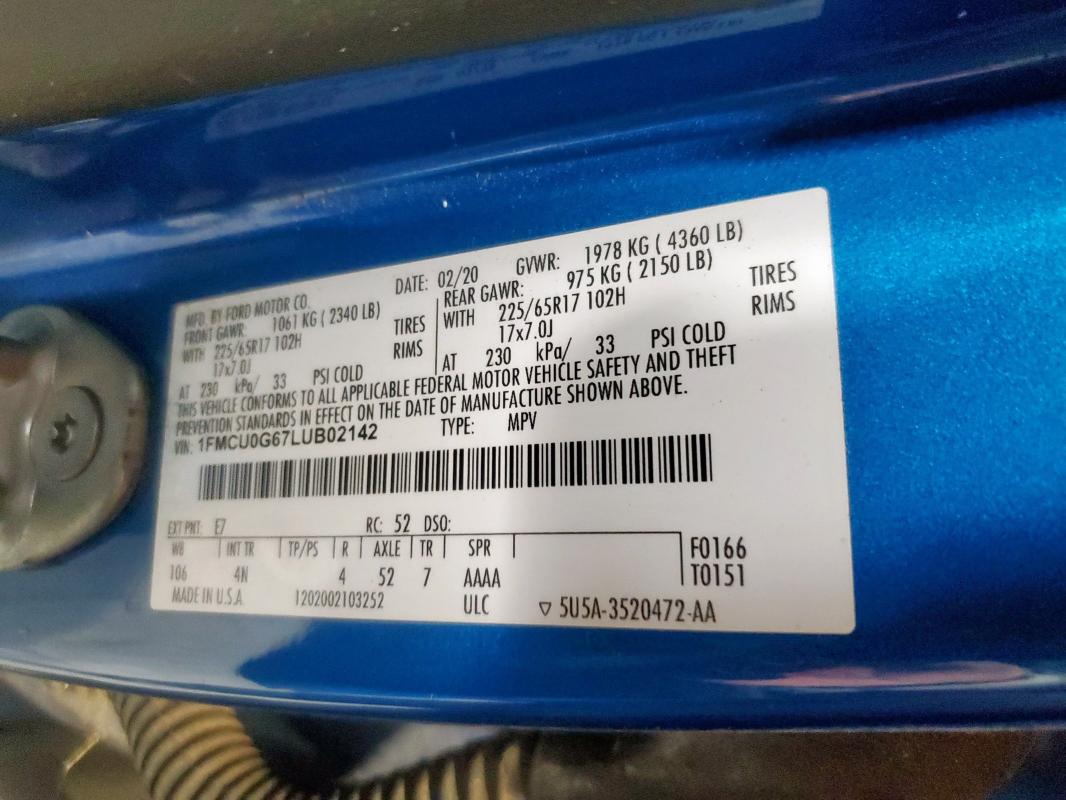 MFD. BY FORD MOTOR CO.
DATE: 02/20 GVWR: 1978 KG ( 4360 LB)
FRONT GAWR: 1061 KG ( 2340 LB)
WITH 225/65R17 102H TIRES
17x7.0J RIMS
AT 230 kPa/ 33 PSI COLD
REAR GAWR: 975 KG ( 2150 LB)
WITH 225/65R17 102H TIRES
17x7.0J RIMS
AT 230 kPa/ 33 PSI COLD
THIS VEHICLE CONFORMS TO ALL APPLICABLE FEDERAL MOTOR VEHICLE SAFETY AND THEFT
PREVENTION STANDARDS IN EFFECT ON THE DATE OF MANUFACTURE SHOWN ABOVE.
VIN: 1FMCU0G67LUB02142 TYPE: MPV
EXT PNT: E7 RC: 52 DSO:
WB INT TR TP/PS R AXLE TR SPR F0166
106 4N 4 52 7 AAAA T0151
MADE IN U.S.A. 1202002103252 ULC ▽ 5U5A-3520472-AA